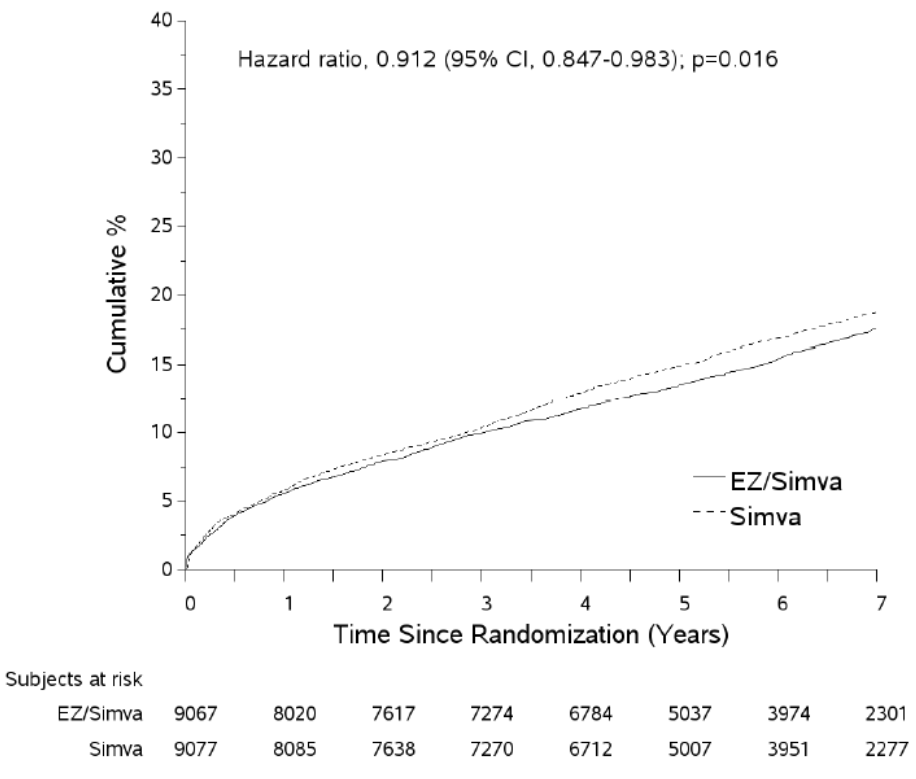 40
Hazard ratio, 0.912 (95% CI, 0.847-0.983); p=0.016
35
30
25
Cumulative %
20
15
10
5
EZ/Simva
Simva
0
0 1 2 3 4 5 6 7
Time Since Randomization (Years)
Subjects at risk
EZ/Simva 9067 8020 7617 7274 6784 5037 3974 2301
Simva 9077 8085 7638 7270 6712 5007 3951 2277